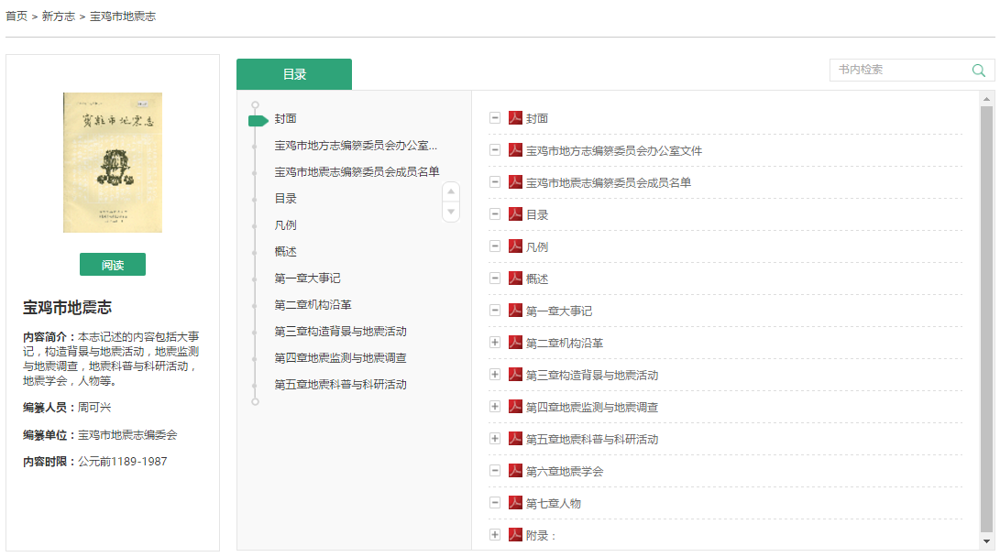 首页 > 新方志 > 宝鸡市地震志
宝鸡市地震志
阅读
宝鸡市地震志
内容简介：本志记述的内容包括大事
记，构造背景与地震活动，地震监测
与地震调查，地震科普与科研活动，
地震学会，人物等。
编纂人员：周可兴
编纂单位：宝鸡市地震志编委会
内容时限：公元前1189-1987
目录
书内检索
封面
宝鸡市地方志编纂委员会办公室...
宝鸡市地震志编纂委员会成员名单
目录
凡例
概述
第一章大事记
第二章机构沿革
第三章构造背景与地震活动
第四章地震监测与地震调查
第五章地震科普与科研活动
封面
宝鸡市地方志编纂委员会办公室文件
宝鸡市地震志编纂委员会成员名单
目录
凡例
概述
第一章大事记
第二章机构沿革
第三章构造背景与地震活动
第四章地震监测与地震调查
第五章地震科普与科研活动
第六章地震学会
第七章人物
附录：